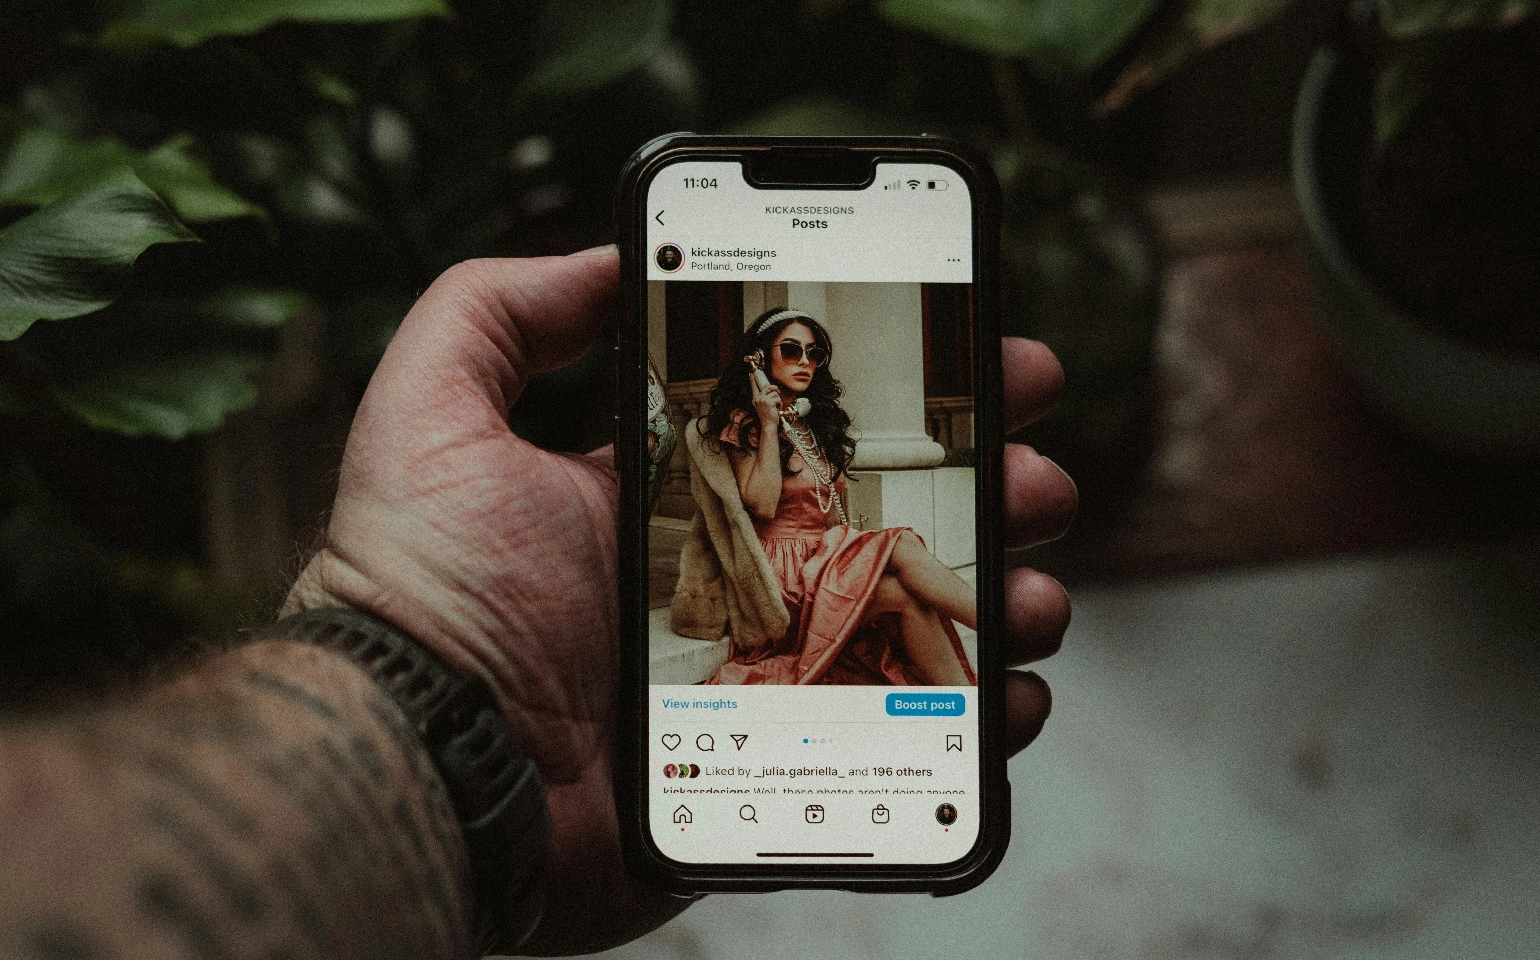 11:04
KICKASSDESIGNS
Posts
kickassdesigns
Portland, Oregon
View insights
Boost post
Liked by _julia.gabriella_ and 196 others
kickassdesigns Well, these photos aren't doing anyone